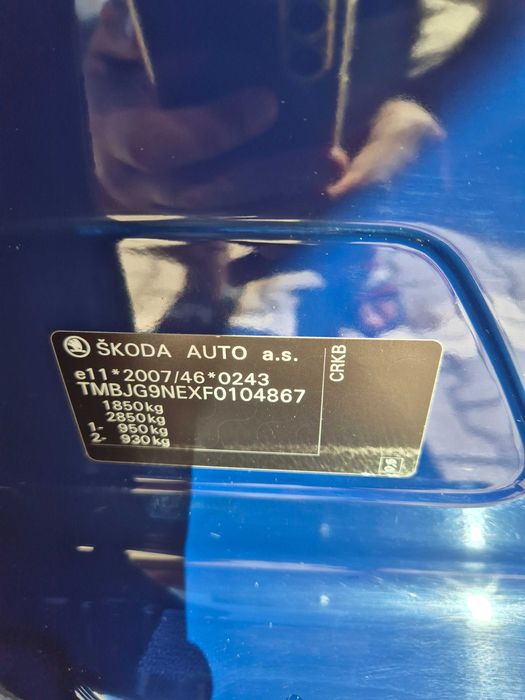 ŠKODA AUTO a.s.
e11*2007/46*0243
TMBJG9NEXF0104867
1850kg
2850kg
1- 950kg
2- 930kg
CRKB